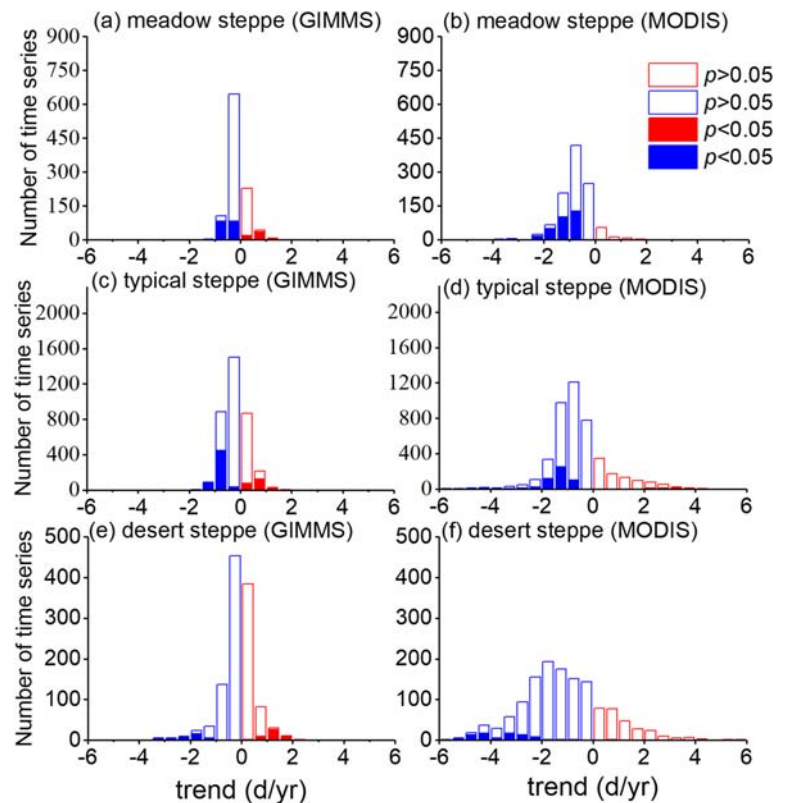 (a) meadow steppe (GIMMS)
(b) meadow steppe (MODIS)
Number of time series
900
750
600
450
300
150
0
-6 -4 -2 0 2 4 6
900
750
600
450
300
150
0
-6 -4 -2 0 2 4 6
p>0.05
p>0.05
p<0.05
p<0.05
(c) typical steppe (GIMMS)
(d) typical steppe (MODIS)
Number of time series
2000
1600
1200
800
400
0
-6 -4 -2 0 2 4 6
2000
1600
1200
800
400
0
-6 -4 -2 0 2 4 6
(e) desert steppe (GIMMS)
(f) desert steppe (MODIS)
Number of time series
500
400
300
200
100
0
-6 -4 -2 0 2 4 6
500
400
300
200
100
0
-6 -4 -2 0 2 4 6
trend (d/yr)
trend (d/yr)